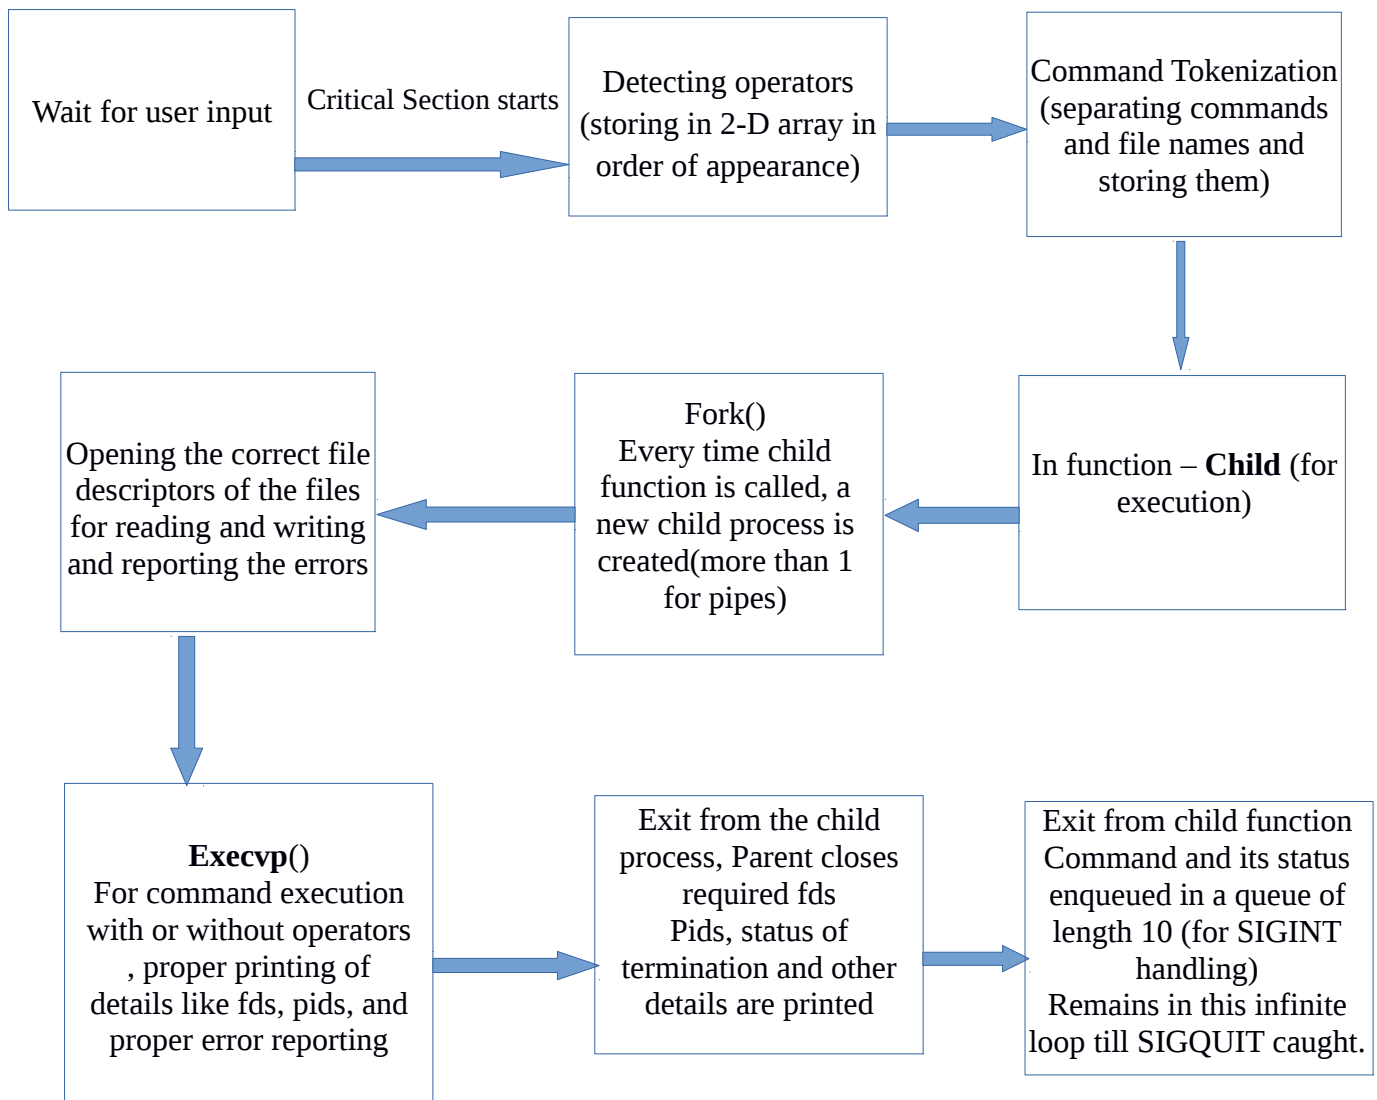 Wait for user input
Critical Section starts
Detecting operators
(storing in 2-D array in
order of appearance)
Command Tokenization
(separating commands
and file names and
storing them)
In function – Child (for
execution)
Fork()
Every time child
function is called, a
new child process is
created(more than 1
for pipes)
Opening the correct file
descriptors of the files
for reading and writing
and reporting the errors
Execvp()
For command execution
with or without operators
, proper printing of
details like fds, pids, and
proper error reporting
Exit from the child
process, Parent closes
required fds
Pids, status of
termination and other
details are printed
Exit from child function
Command and its status
enqueued in a queue of
length 10 (for SIGINT
handling)
Remains in this infinite
loop till SIGQUIT caught.